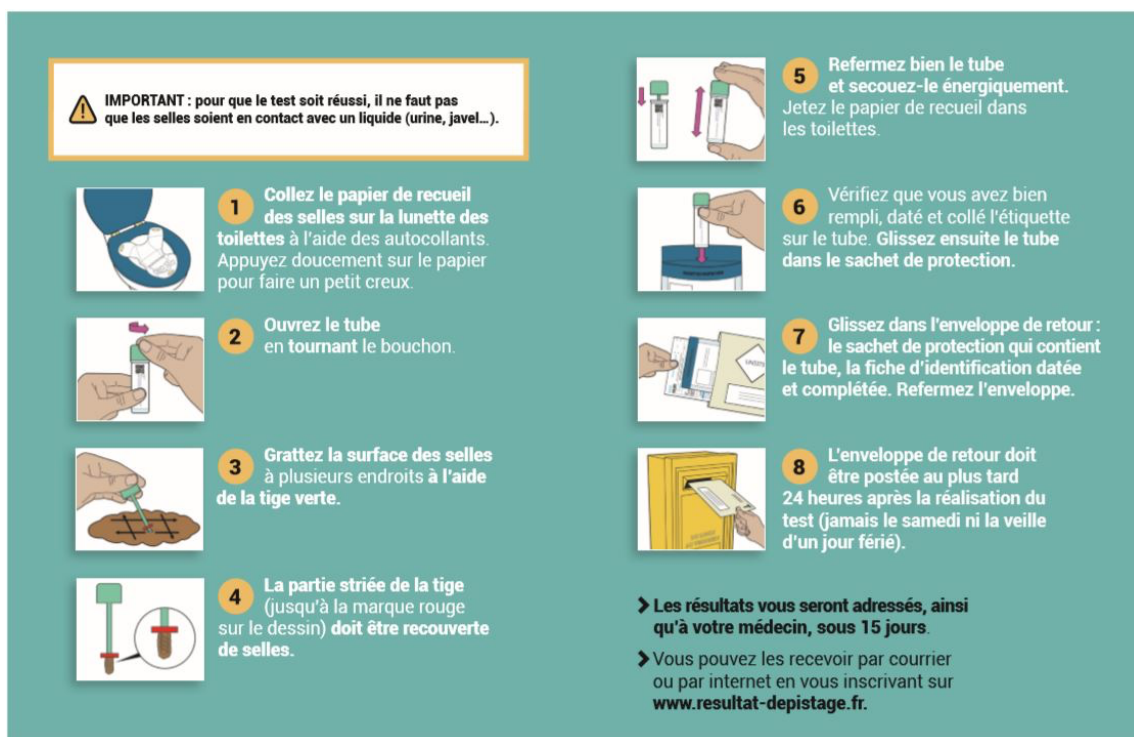 IMPORTANT : pour que le test soit réussi, il ne faut pas
que les selles soient en contact avec un liquide (urine, javel...).
1
Collez le papier de recueil
des selles sur la lunette des
toilettes à l'aide des autocollants.
Appuyez doucement sur le papier
pour faire un petit creux.
2
Ouvrez le tube
en tournant le bouchon.
3
Grattez la surface des selles
à plusieurs endroits à l'aide
de la tige verte.
4
La partie striée de la tige
(jusqu'à la marque rouge
sur le dessin) doit être recouverte
de selles.
5
Refermez bien le tube
et secouez-le énergiquement.
Jetez le papier de recueil dans
les toilettes.
6
Vérifiez que vous avez bien
rempli, daté et collé l'étiquette
sur le tube. Glissez ensuite le tube
dans le sachet de protection.
7
Glissez dans l'enveloppe de retour :
le sachet de protection qui contient
le tube, la fiche d'identification datée
et complétée. Refermez l'enveloppe.
8
L'enveloppe de retour doit
être postée au plus tard
24 heures après la réalisation du
test (jamais le samedi ni la veille
d'un jour férié).
Les résultats vous seront adressés, ainsi
qu'à votre médecin, sous 15 jours.
Vous pouvez les recevoir par courrier
ou par internet en vous inscrivant sur
www.resultat-depistage.fr.